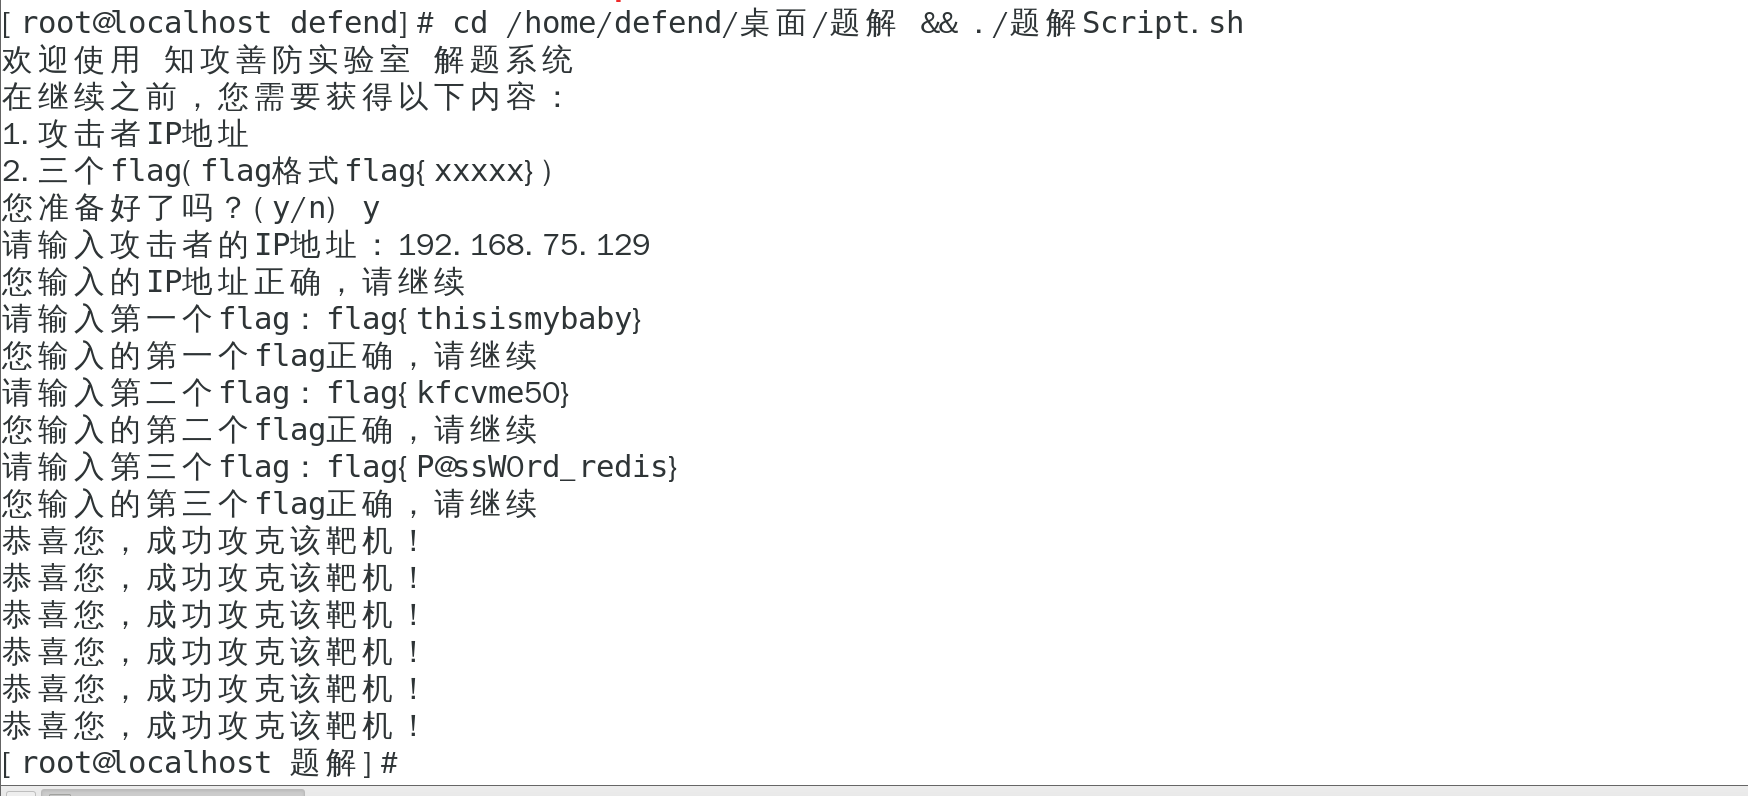 [root@localhost defend]# cd /home/defend/桌面/题解 && ./题解Script.sh
欢迎使用 知攻善防实验室 解题系统
在继续之前，您需要获得以下内容：
1.攻击者IP地址
2.三个flag(flag格式flag{xxxxx})
您准备好了吗？(y/n) y
请输入攻击者的IP地址：192.168.75.129
您输入的IP地址正确，请继续
请输入第一个flag：flag{thisismybaby}
您输入的第一个flag正确，请继续
请输入第二个flag：flag{kfcvme50}
您输入的第二个flag正确，请继续
请输入第三个flag：flag{P@ssW0rd_redis}
您输入的第三个flag正确，请继续
恭喜您，成功攻克该靶机！
恭喜您，成功攻克该靶机！
恭喜您，成功攻克该靶机！
恭喜您，成功攻克该靶机！
恭喜您，成功攻克该靶机！
恭喜您，成功攻克该靶机！
[root@localhost 题解]#